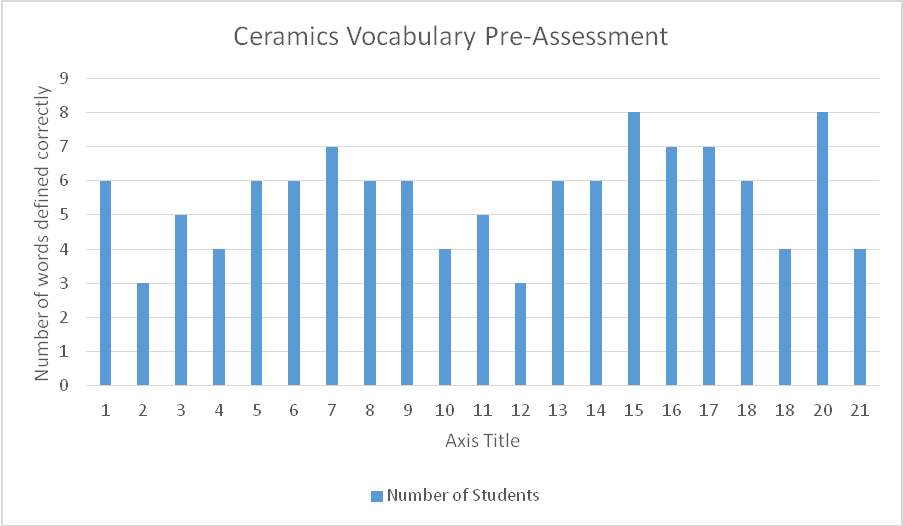 Ceramics Vocabulary Pre-Assessment
Number of words defined correctly
9
8
7
6
5
4
3
2
1
0
1 2 3 4 5 6 7 8 9 10 11 12 13 14 15 16 17 18 18 20 21
Axis Title
Number of Students